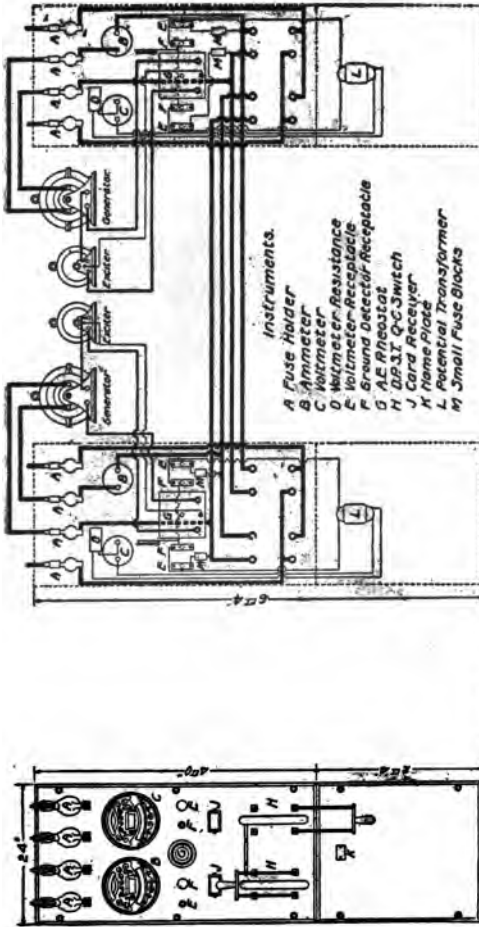 Generator.
Exciter
Exciter
Generator
Instruments.
A Fuse Holder
B Ammeter
C Voltmeter
D Voltmeter Resistance
E Voltmeter Receptacle
F Ground Detector Receptacle
G A.E. Rheostat
H D.P.S.T. Q-C Switch
J Card Receiver
K Name Plate
L Potential Transformer
M Small Fuse Blocks
A
A
A
A
B
C
D
E
F
G
E
F
M
L
A
A
A
A
B
C
D
E
F
G
E
F
M
L
24"
A
A
A
A
B
C
E
F
F
E
J
J
H
H
K